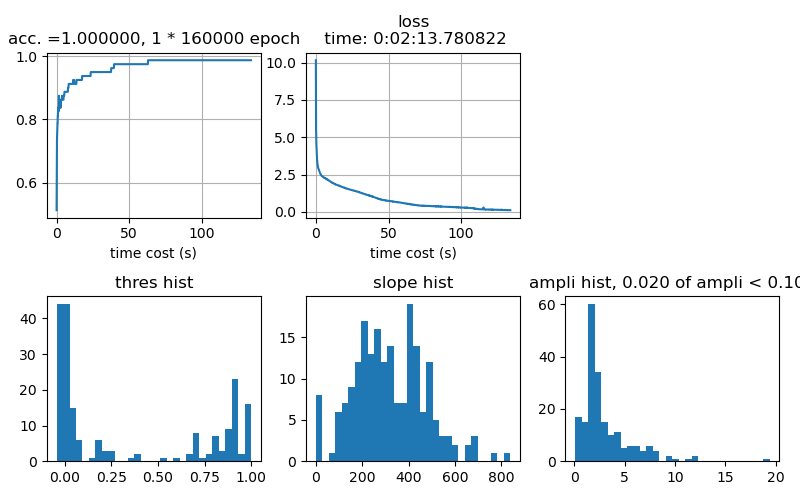 acc. =1.000000, 1 * 160000 epoch
loss
time: 0:02:13.780822
1.0
0.8
0.6
0 50 100
time cost (s)
10.0
7.5
5.0
2.5
0.0
0 50 100
time cost (s)
thres hist
40
30
20
10
0
0.00 0.25 0.50 0.75 1.00
slope hist
15
10
5
0
0 200 400 600 800
ampli hist, 0.020 of ampli < 0.10
60
40
20
0
0 5 10 15 20